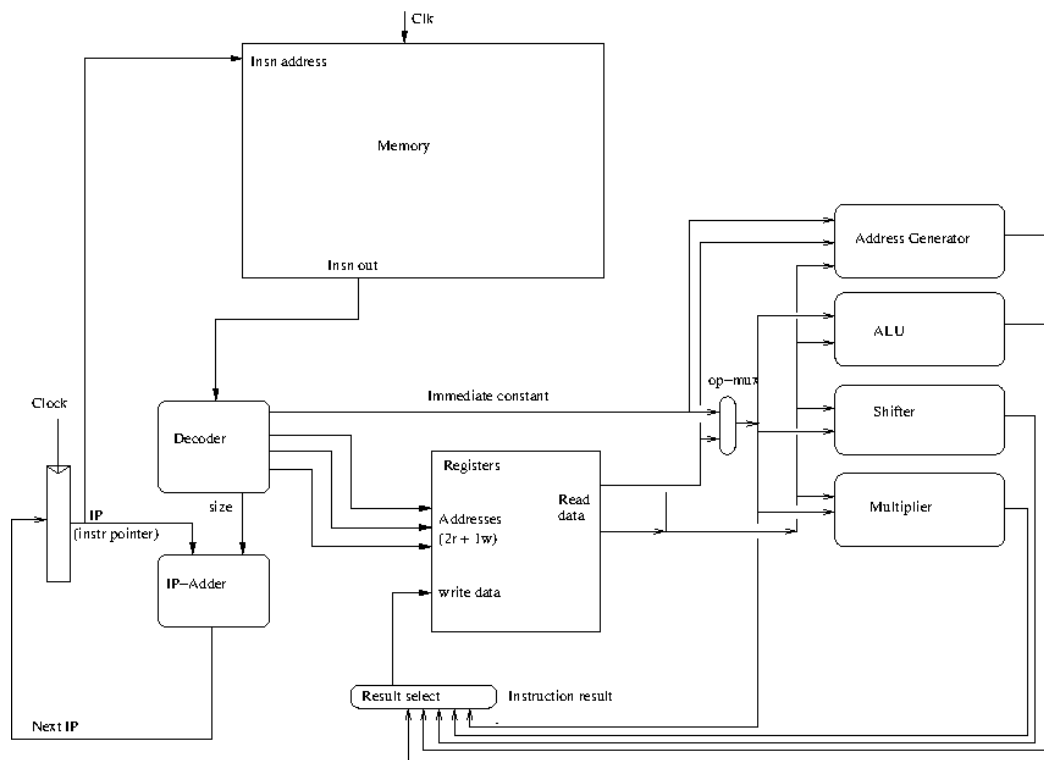 Clk
Insn address
Memory
Insn out
Address Generator
ALU
op-mux
Immediate constant
Clock
Decoder
Shifter
Registers
size
Read
data
Multiplier
IP
(instr pointer)
Addresses
(2r + 1w)
IP-Adder
write data
Result select
Instruction result
Next IP